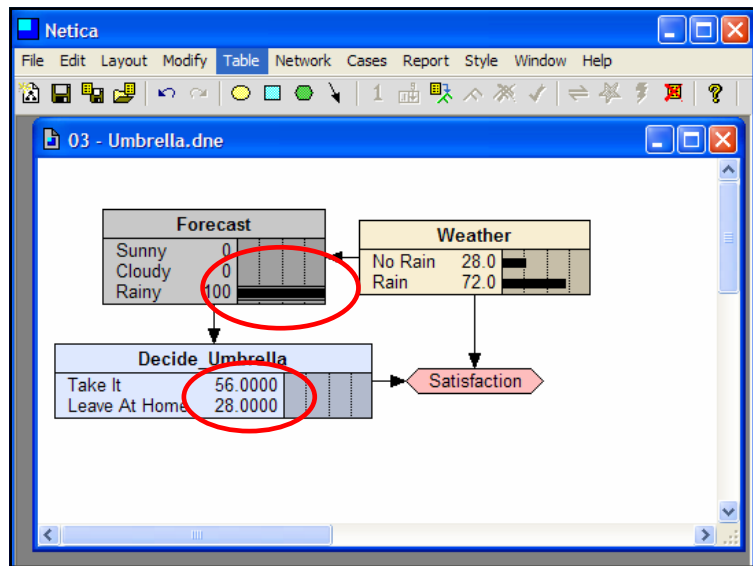 Netica
File Edit Layout Modify Table Network Cases Report Style Window Help
1 ?
03 - Umbrella.dne
Forecast
Sunny 0
Cloudy 0
Rainy 100
Weather
No Rain 28.0
Rain 72.0
Decide_Umbrella
Take It 56.0000
Leave At Home 28.0000
Satisfaction